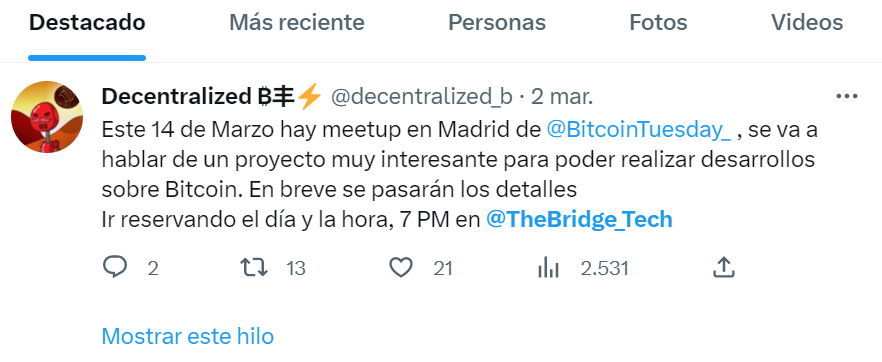 Destacado Más reciente Personas Fotos Videos
Decentralized ₿丰⚡ @decentralized_b · 2 mar.
Este 14 de Marzo hay meetup en Madrid de @BitcoinTuesday_ , se va a
hablar de un proyecto muy interesante para poder realizar desarrollos
sobre Bitcoin. En breve se pasarán los detalles
Ir reservando el día y la hora, 7 PM en @TheBridge_Tech
2 13 21 2.531
Mostrar este hilo